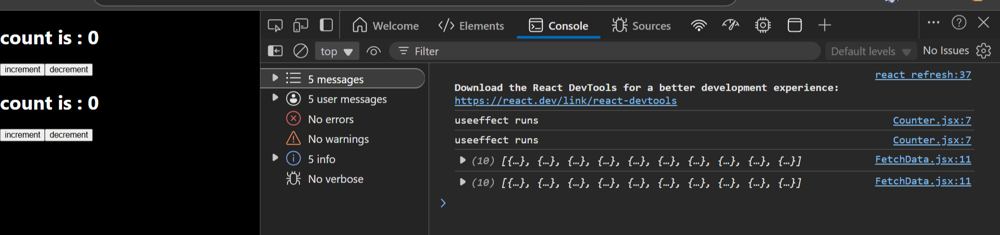 count is : 0
increment decrement
count is : 0
increment decrement
Welcome Elements Console Sources
top Filter Default levels No Issues
5 messages
5 user messages
No errors
No warnings
5 info
No verbose
react refresh:37
Download the React DevTools for a better development experience:
https://react.dev/link/react-devtools
useeffect runs Counter.jsx:7
useeffect runs Counter.jsx:7
(10) [{…}, {…}, {…}, {…}, {…}, {…}, {…}, {…}, {…}, {…}] FetchData.jsx:11
(10) [{…}, {…}, {…}, {…}, {…}, {…}, {…}, {…}, {…}, {…}] FetchData.jsx:11